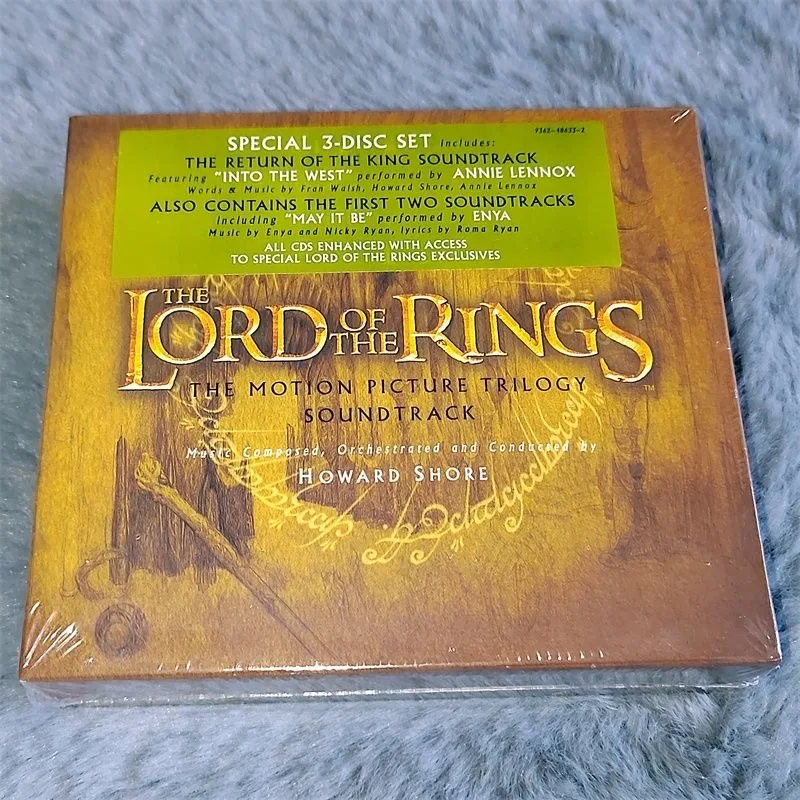 9362-48633-2
SPECIAL 3-DISC SET includes:
THE RETURN OF THE KING SOUNDTRACK
Featuring "INTO THE WEST" performed by ANNIE LENNOX
Words & Music by Fran Walsh, Howard Shore, Annie Lennox
ALSO CONTAINS THE FIRST TWO SOUNDTRACKS
including "MAY IT BE" performed by ENYA
Music by Enya and Nicky Ryan, lyrics by Roma Ryan
ALL CDS ENHANCED WITH ACCESS
TO SPECIAL LORD OF THE RINGS EXCLUSIVES
THE LORD OF THE RINGS
TM
THE MOTION PICTURE TRILOGY
SOUNDTRACK
Music Composed, Orchestrated and Conducted by
HOWARD SHORE